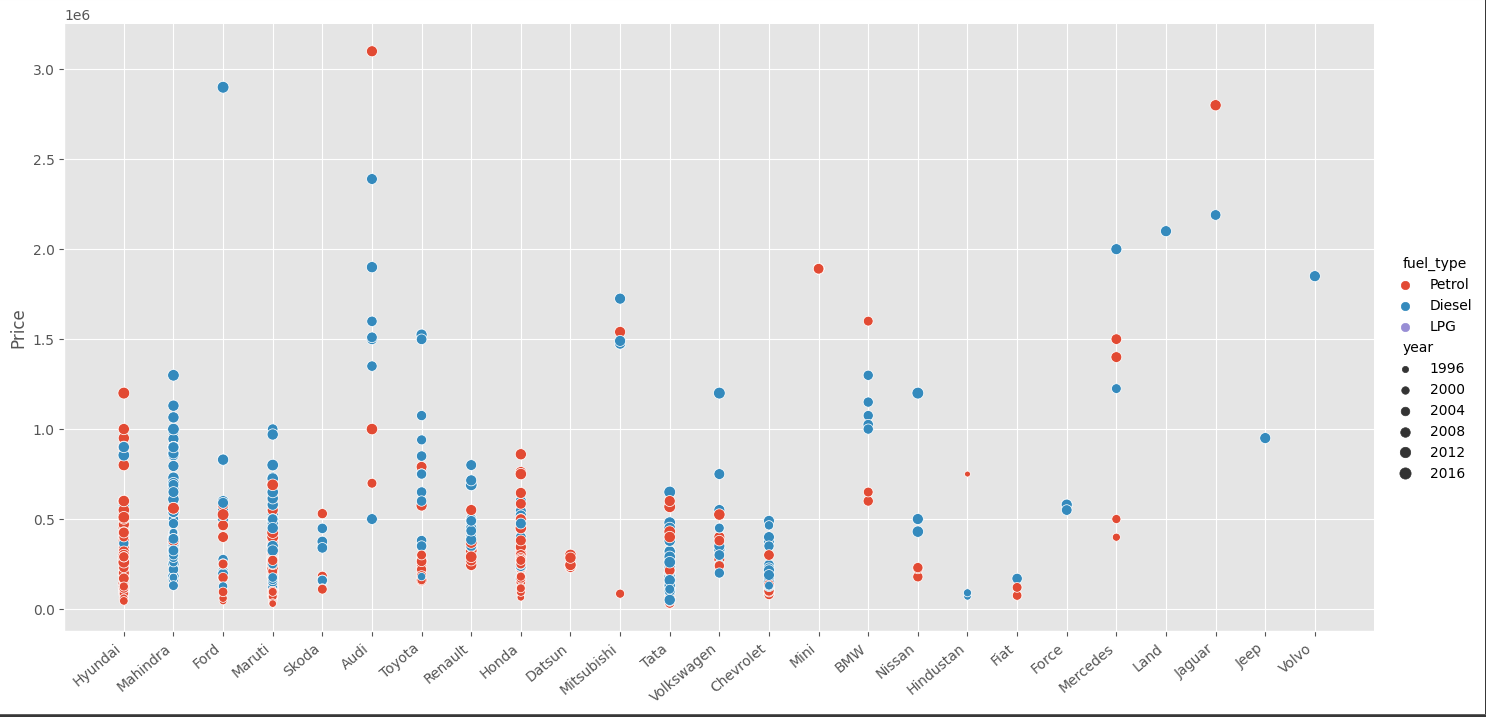 1e6
3.0
2.5
2.0
1.5
1.0
0.5
0.0
Price
Hyundai
Mahindra
Ford
Maruti
Skoda
Audi
Toyota
Renault
Honda
Datsun
Mitsubishi
Tata
Volkswagen
Chevrolet
Mini
BMW
Nissan
Hindustan
Fiat
Force
Mercedes
Land
Jaguar
Jeep
Volvo
fuel_type
Petrol
Diesel
LPG
year
1996
2000
2004
2008
2012
2016